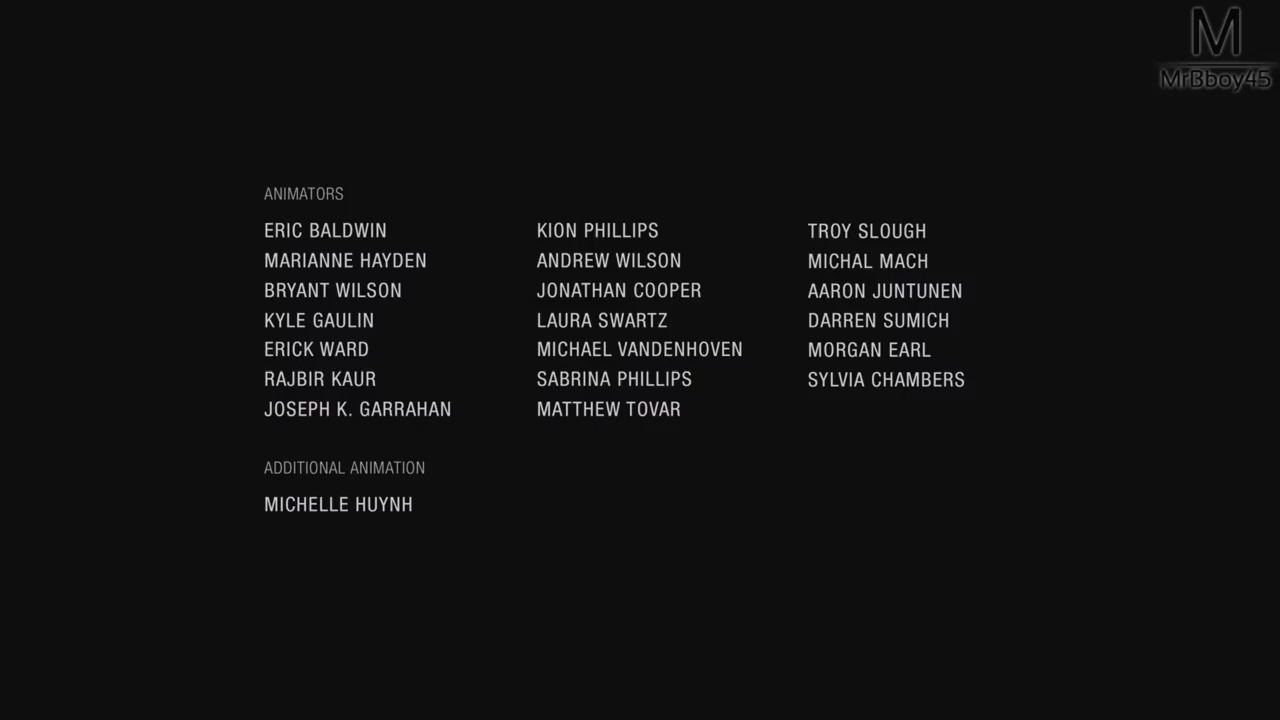 M
MrBboy45
ANIMATORS
ERIC BALDWIN
MARIANNE HAYDEN
BRYANT WILSON
KYLE GAULIN
ERICK WARD
RAJBIR KAUR
JOSEPH K. GARRAHAN
KION PHILLIPS
ANDREW WILSON
JONATHAN COOPER
LAURA SWARTZ
MICHAEL VANDENHOVEN
SABRINA PHILLIPS
MATTHEW TOVAR
TROY SLOUGH
MICHAL MACH
AARON JUNTUNEN
DARREN SUMICH
MORGAN EARL
SYLVIA CHAMBERS
ADDITIONAL ANIMATION
MICHELLE HUYNH